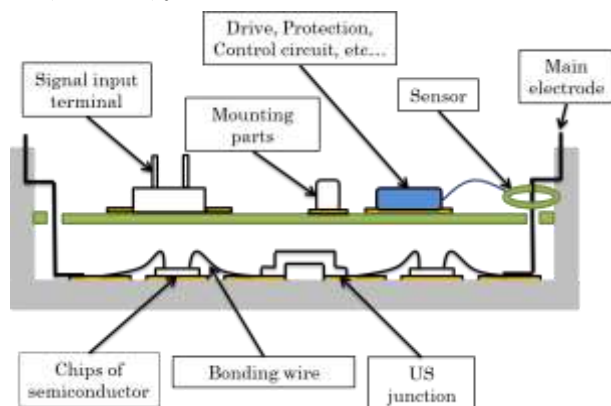 Drive, Protection,
Control circuit, etc...
Signal input
terminal
Mounting
parts
Sensor
Main
electrode
Chips of
semiconductor
Bonding wire
US
junction